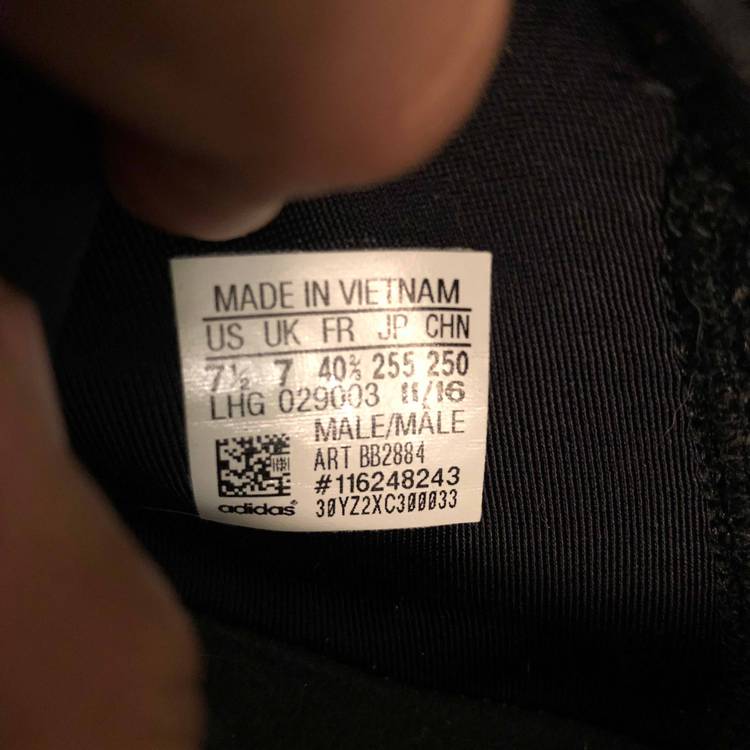 MADE IN VIETNAM
US UK FR JP CHN
7½ 7 40⅔ 255 250
LHG 029003 11/16
MALE/MALE
ART BB2884
#116248243
adidas® 30YZ2XC300033